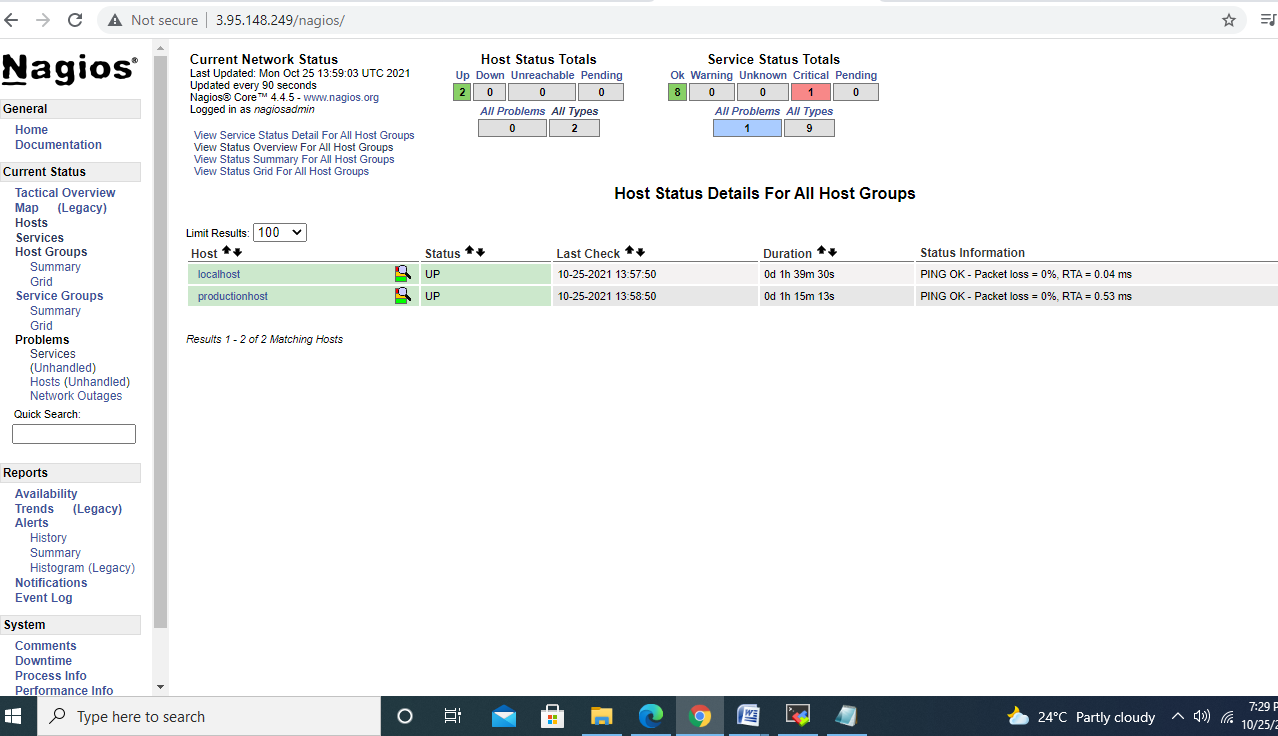 Not secure | 3.95.148.249/nagios/
Nagios®
General
Home
Documentation
Current Status
Tactical Overview
Map (Legacy)
Hosts
Services
Host Groups
Summary
Grid
Service Groups
Summary
Grid
Problems
Services
(Unhandled)
Hosts (Unhandled)
Network Outages
Quick Search:
Reports
Availability
Trends (Legacy)
Alerts
History
Summary
Histogram (Legacy)
Notifications
Event Log
System
Comments
Downtime
Process Info
Performance Info
Current Network Status
Last Updated: Mon Oct 25 13:59:03 UTC 2021
Updated every 90 seconds
Nagios® Core™ 4.4.5 - www.nagios.org
Logged in as nagiosadmin
View Service Status Detail For All Host Groups
View Status Overview For All Host Groups
View Status Summary For All Host Groups
View Status Grid For All Host Groups
Host Status Totals
Up Down Unreachable Pending
2 0 0 0
All Problems All Types
0 2
Service Status Totals
Ok Warning Unknown Critical Pending
8 0 0 1 0
All Problems All Types
1 9
Host Status Details For All Host Groups
Limit Results: 100
Host Status Last Check Duration Status Information
localhost UP 10-25-2021 13:57:50 0d 1h 39m 30s PING OK - Packet loss = 0%, RTA = 0.04 ms
productionhost UP 10-25-2021 13:58:50 0d 1h 15m 13s PING OK - Packet loss = 0%, RTA = 0.53 ms
Results 1 - 2 of 2 Matching Hosts
Type here to search
24°C Partly cloudy
7:29 P
10/25/2